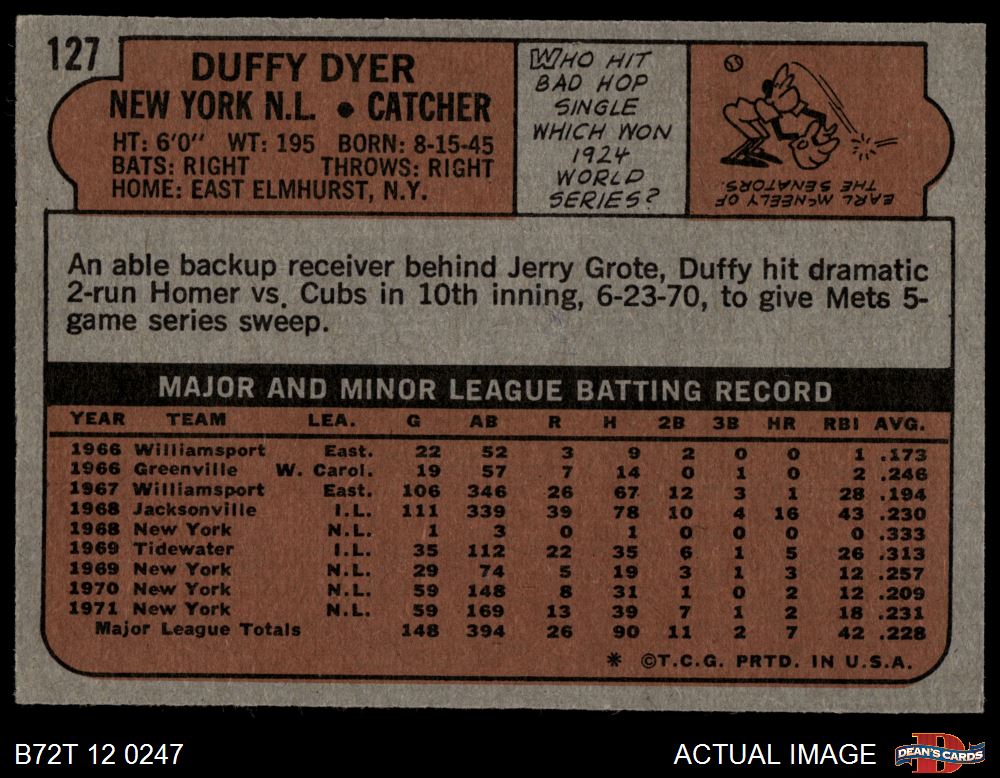 127
DUFFY DYER
NEW YORK N.L. • CATCHER
HT: 6'0" WT: 195 BORN: 8-15-45
BATS: RIGHT THROWS: RIGHT
HOME: EAST ELMHURST, N.Y.
WHO HIT
BAD HOP
SINGLE
WHICH WON
1924
WORLD
SERIES?
EARL McNEELY OF
THE SENATORS
An able backup receiver behind Jerry Grote, Duffy hit dramatic
2-run Homer vs. Cubs in 10th inning, 6-23-70, to give Mets 5-
game series sweep.
MAJOR AND MINOR LEAGUE BATTING RECORD
YEAR TEAM LEA. G AB R H 2B 3B HR RBI AVG.
1966 Williamsport East. 22 52 3 9 2 0 0 1 .173
1966 Greenville W. Carol. 19 57 7 14 0 1 0 2 .246
1967 Williamsport East. 106 346 26 67 12 3 1 28 .194
1968 Jacksonville I.L. 111 339 39 78 10 4 16 43 .230
1968 New York N.L. 1 3 0 1 0 0 0 0 .333
1969 Tidewater I.L. 35 112 22 35 6 1 5 26 .313
1969 New York N.L. 29 74 5 19 3 1 3 12 .257
1970 New York N.L. 59 148 8 31 1 0 2 12 .209
1971 New York N.L. 59 169 13 39 7 1 2 18 .231
Major League Totals 148 394 26 90 11 2 7 42 .228
* ©T.C.G. PRTD. IN U.S.A.
B72T 12 0247
ACTUAL IMAGE
D
DEAN'S CARDS